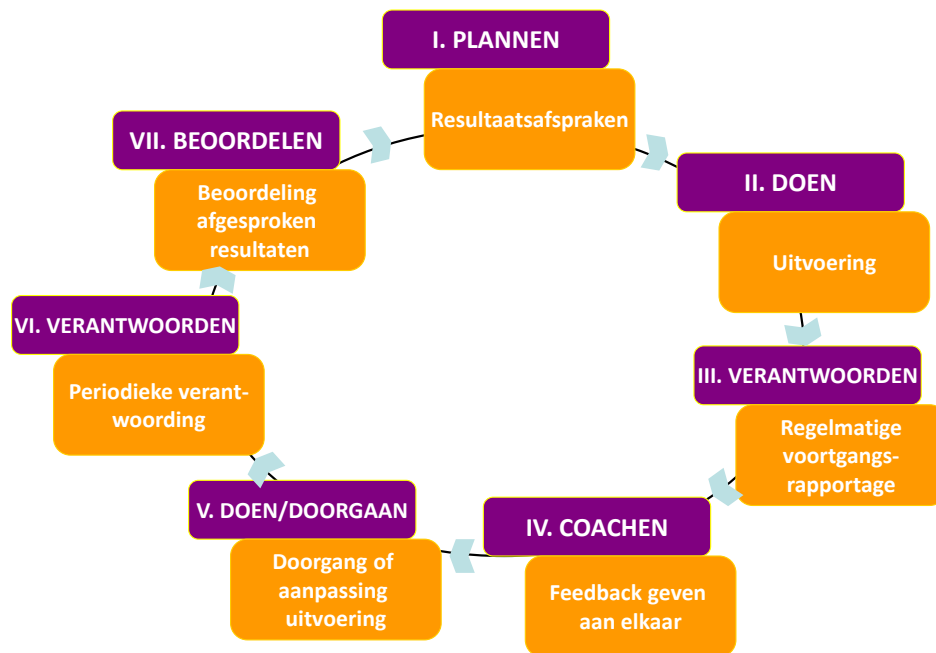 I. PLANNEN
Resultaatsafspraken
II. DOEN
Uitvoering
III. VERANTWOORDEN
Regelmatige
voortgangs-
rapportage
IV. COACHEN
Feedback geven
aan elkaar
V. DOEN/DOORGAAN
Doorgang of
aanpassing
uitvoering
VI. VERANTWOORDEN
Periodieke verant-
woording
VII. BEOORDELEN
Beoordeling
afgesproken
resultaten